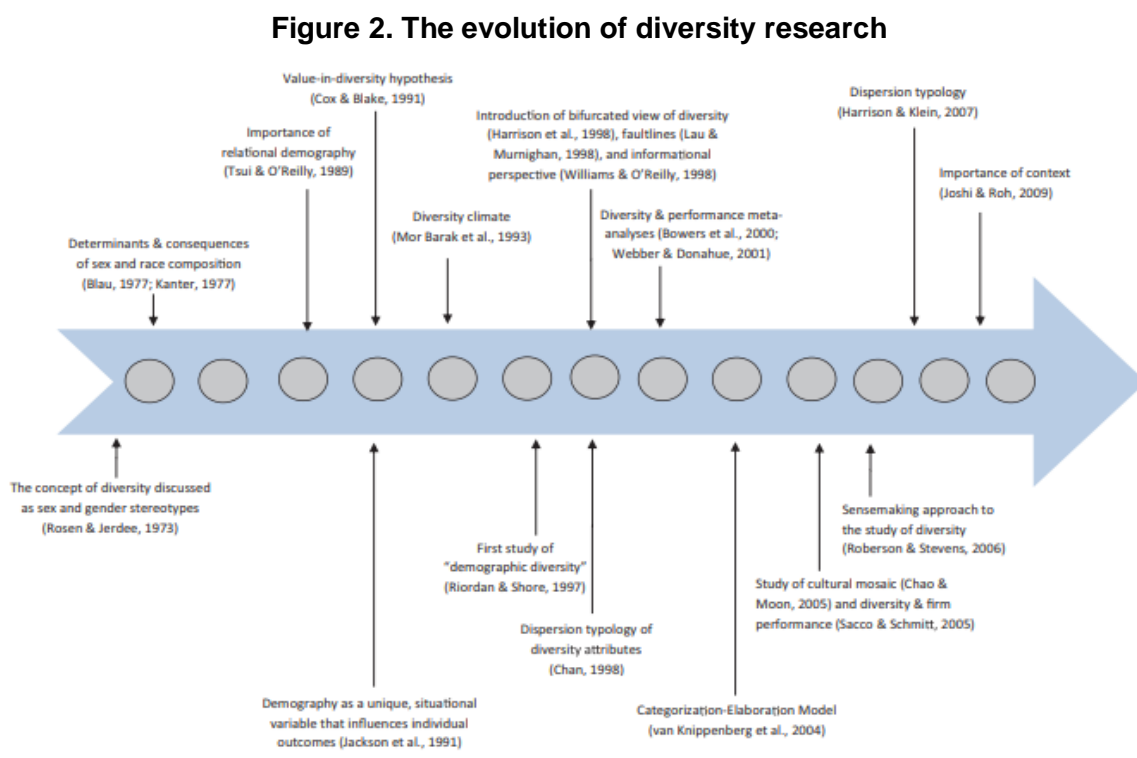 Figure 2. The evolution of diversity research
Value-in-diversity hypothesis
(Cox & Blake, 1991)
Dispersion typology
(Harrison & Klein, 2007)
Introduction of bifurcated view of diversity
(Harrison et al., 1998), faultlines (Lau &
Murnighan, 1998), and informational
perspective (Williams & O'Reilly, 1998)
Importance of
relational demography
(Tsui & O'Reilly, 1989)
Importance of context
(Joshi & Roh, 2009)
Diversity climate
(Mor Barak et al., 1993)
Diversity & performance meta-
analyses (Bowers et al., 2000;
Webber & Donahue, 2001)
Determinants & consequences
of sex and race composition
(Blau, 1977; Kanter, 1977)
The concept of diversity discussed
as sex and gender stereotypes
(Rosen & Jerdee, 1973)
Sensemaking approach to
the study of diversity
(Roberson & Stevens, 2006)
First study of
"demographic diversity"
(Riordan & Shore, 1997)
Study of cultural mosaic (Chao &
Moon, 2005) and diversity & firm
performance (Sacco & Schmitt, 2005)
Dispersion typology of
diversity attributes
(Chan, 1998)
Demography as a unique, situational
variable that influences individual
outcomes (Jackson et al., 1991)
Categorization-Elaboration Model
(van Knippenberg et al., 2004)